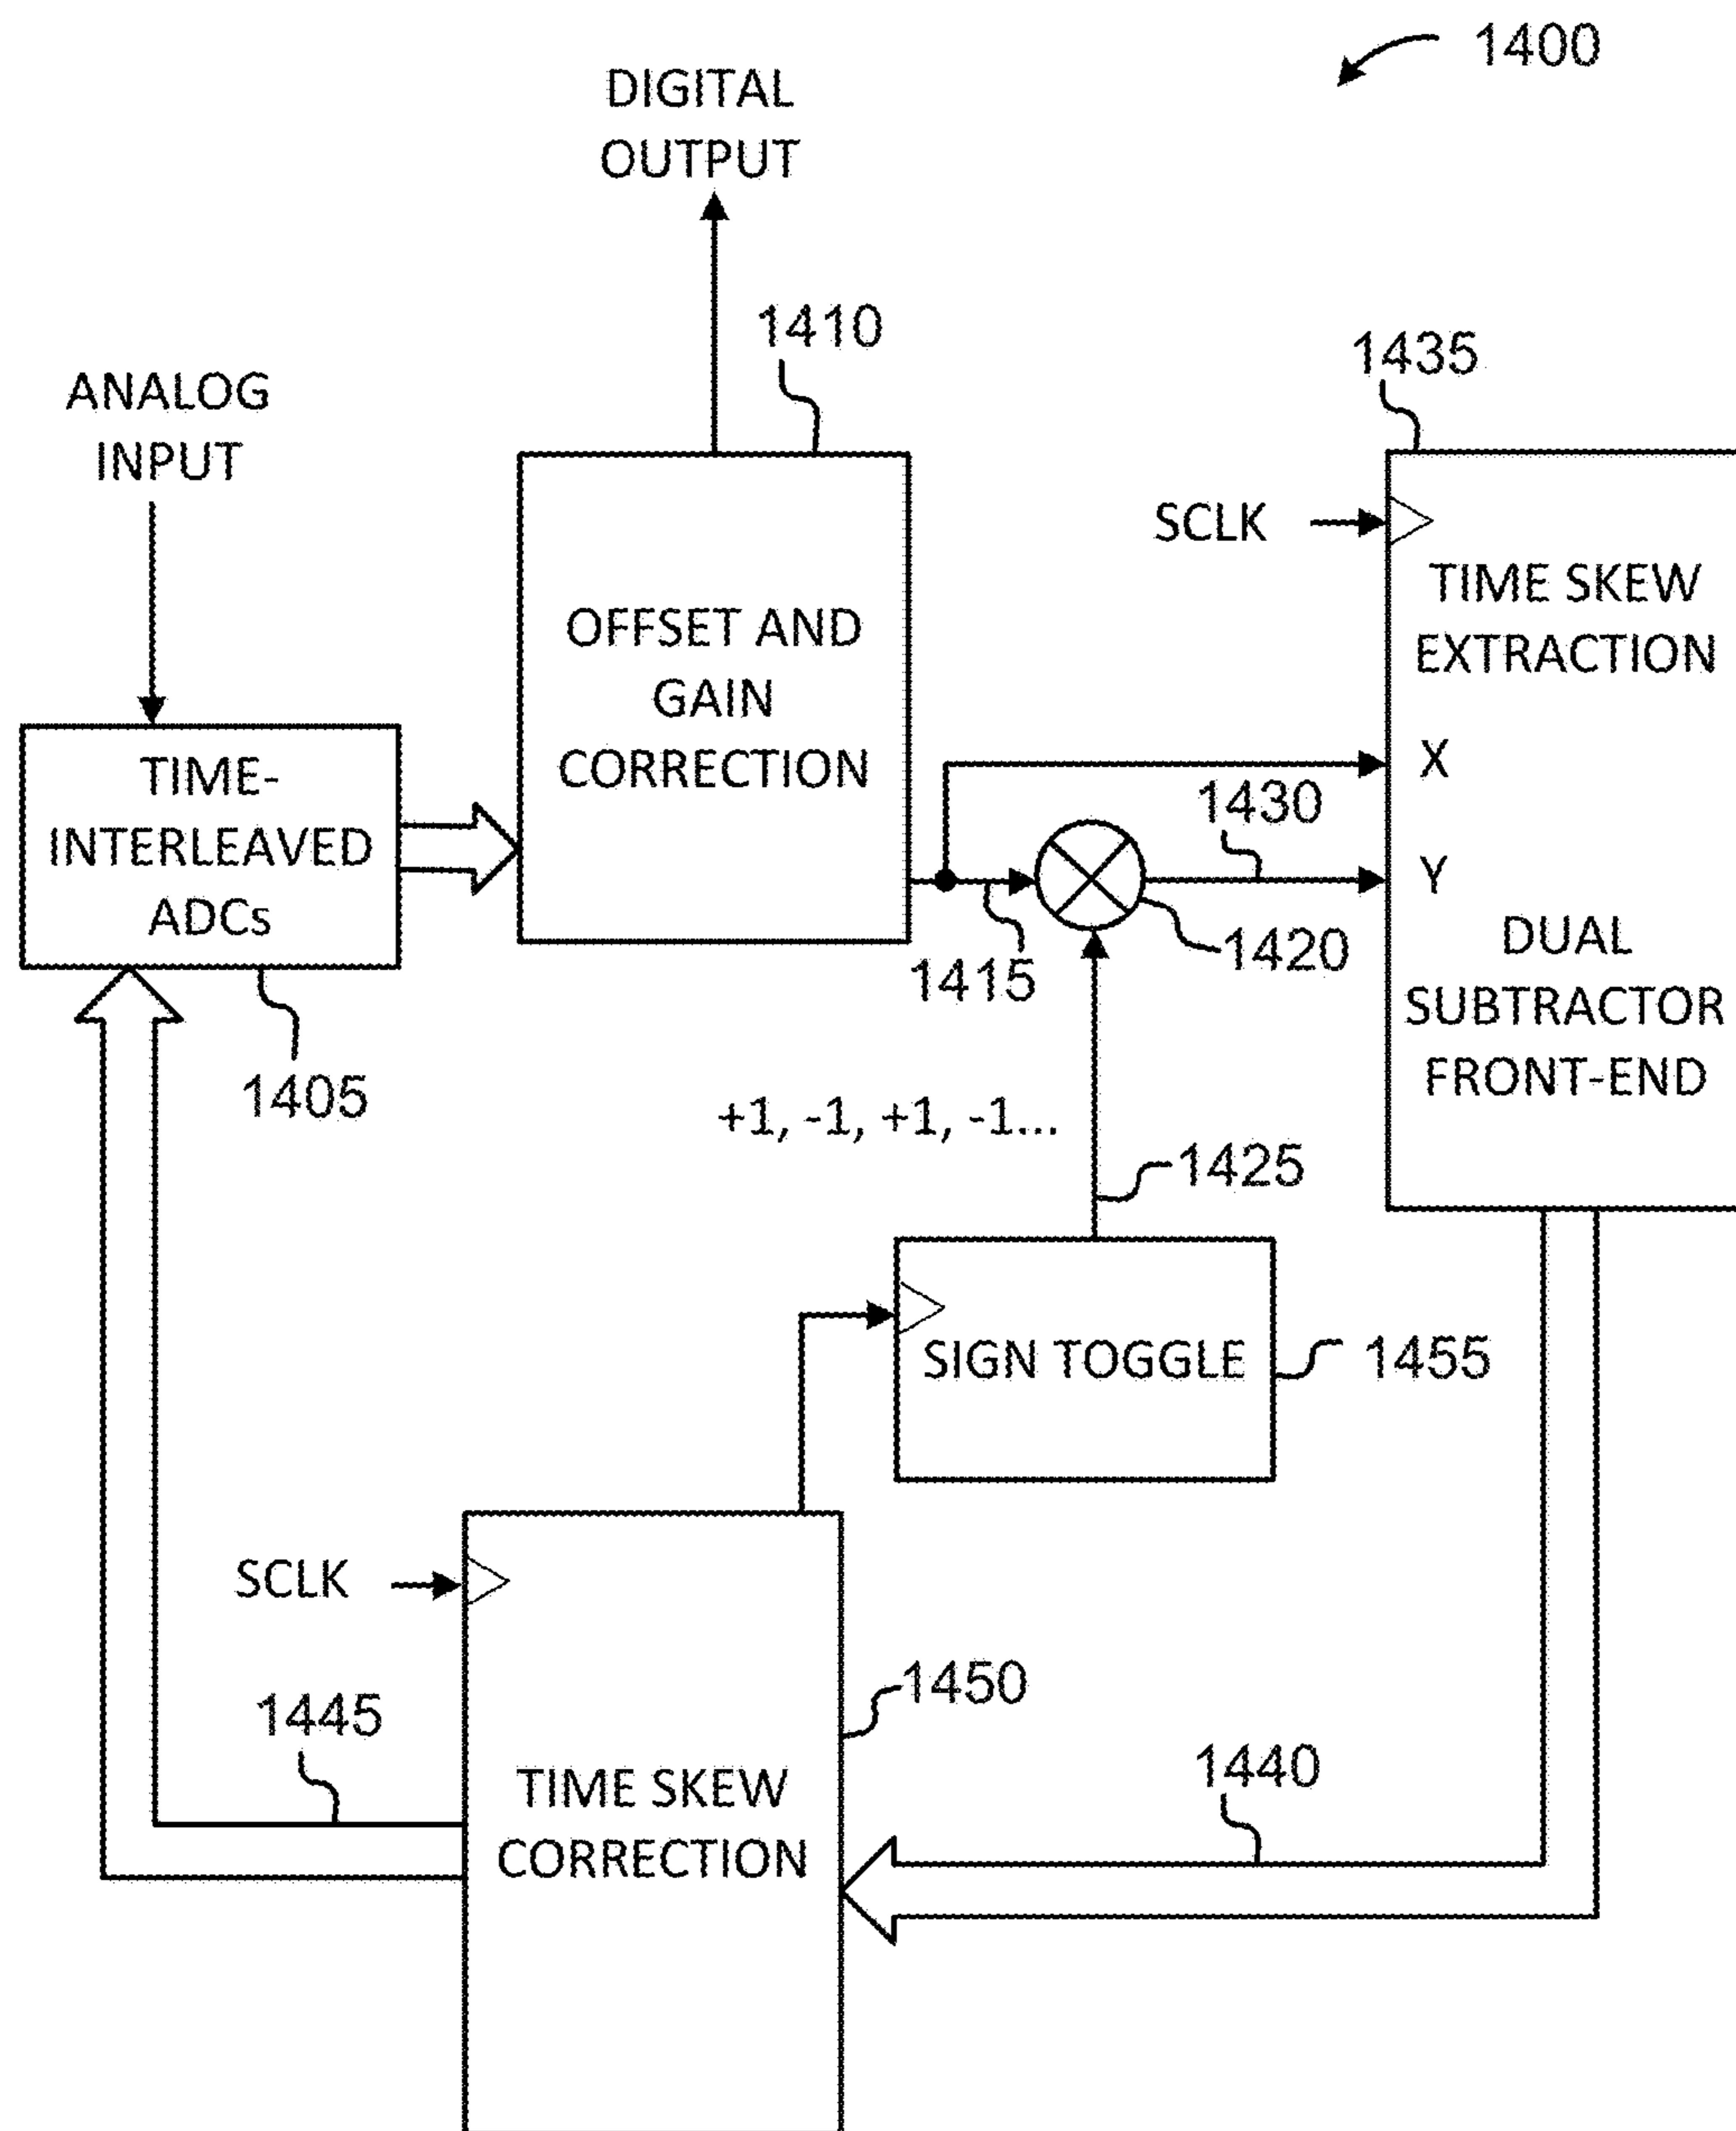 1400
DIGITAL
OUTPUT
1410
1435
ANALOG
INPUT
SCLK
TIME SKEW
EXTRACTION
OFFSET AND
GAIN
CORRECTION
X
1430
Y
TIME-
INTERLEAVED
ADCs
1420
1415
DUAL
SUBTRACTOR
FRONT-END
1405
+1, -1, +1, -1...
1425
SIGN TOGGLE
1455
SCLK
1450
1445
1440
TIME SKEW
CORRECTION